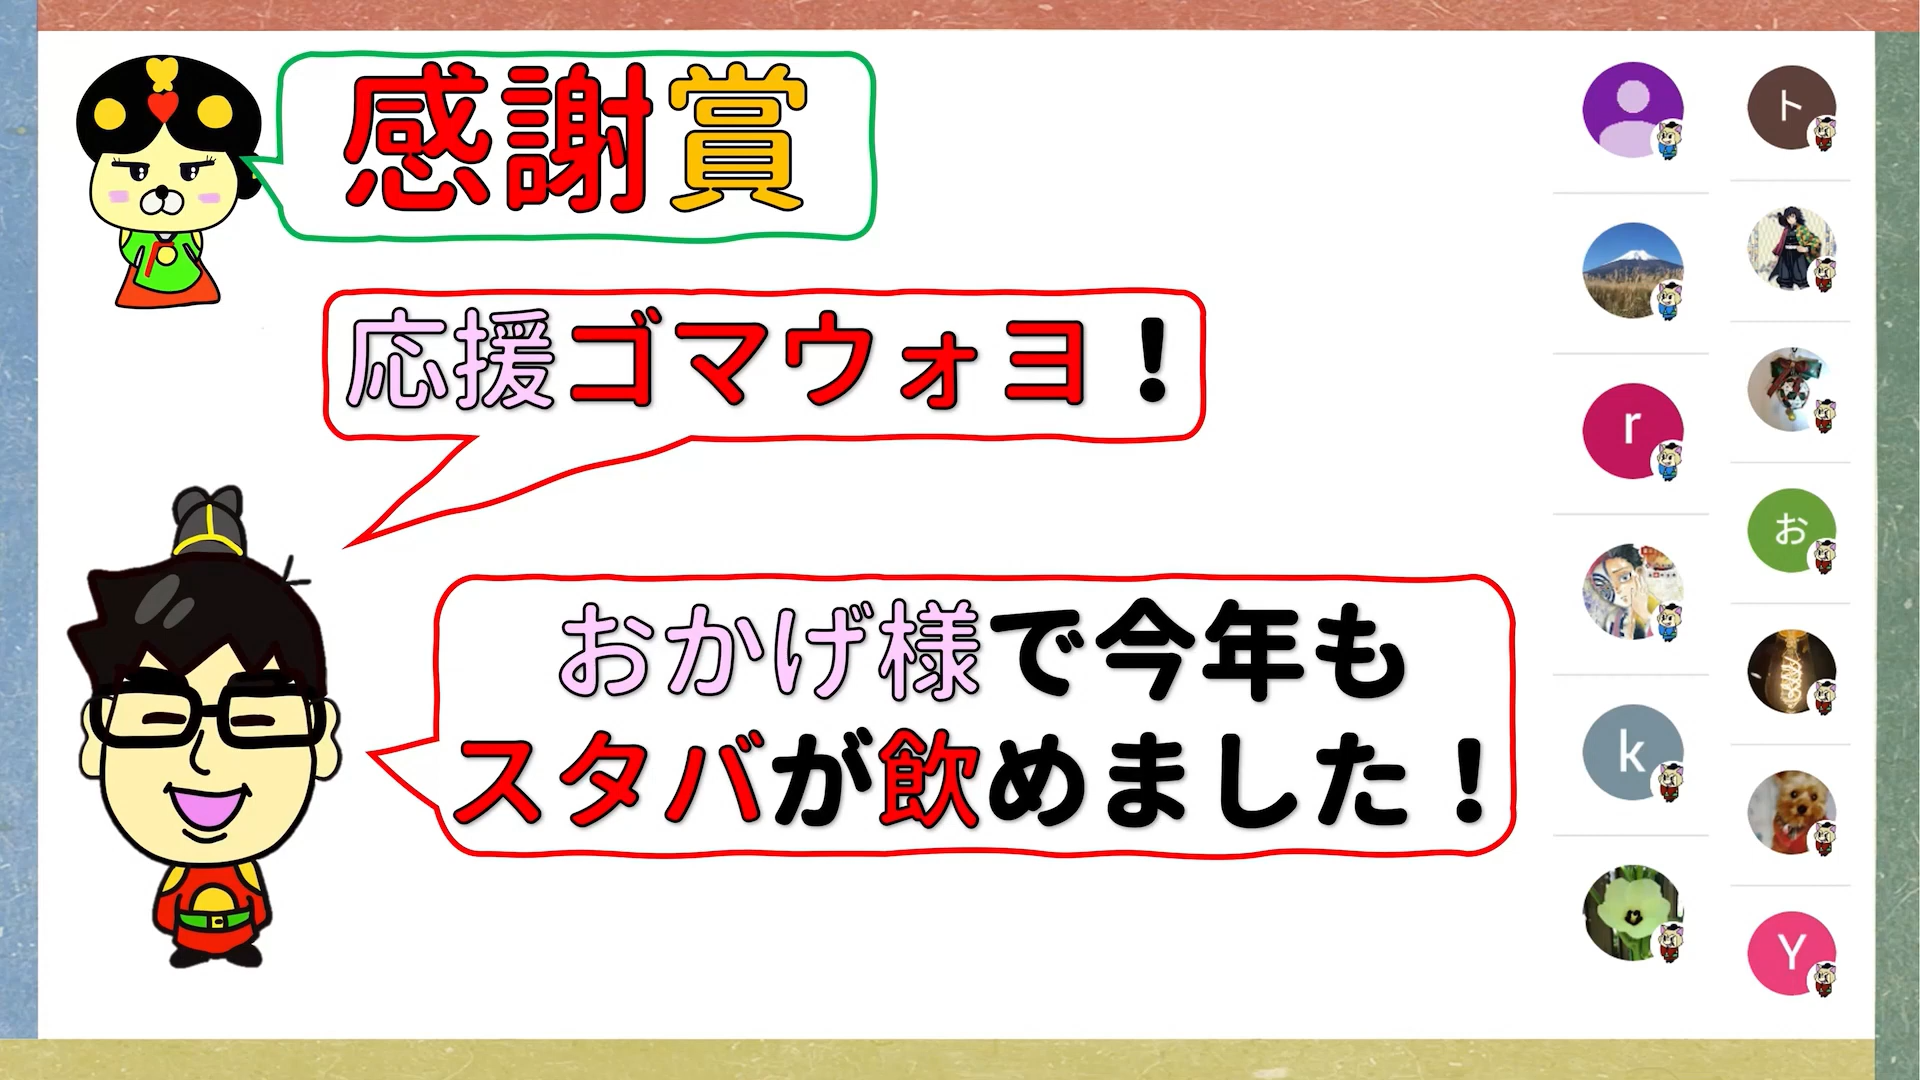 感謝賞
応援ゴマウォヨ！
おかげ様で今年も
スタバが飲めました！
r
k
ト
お
Y